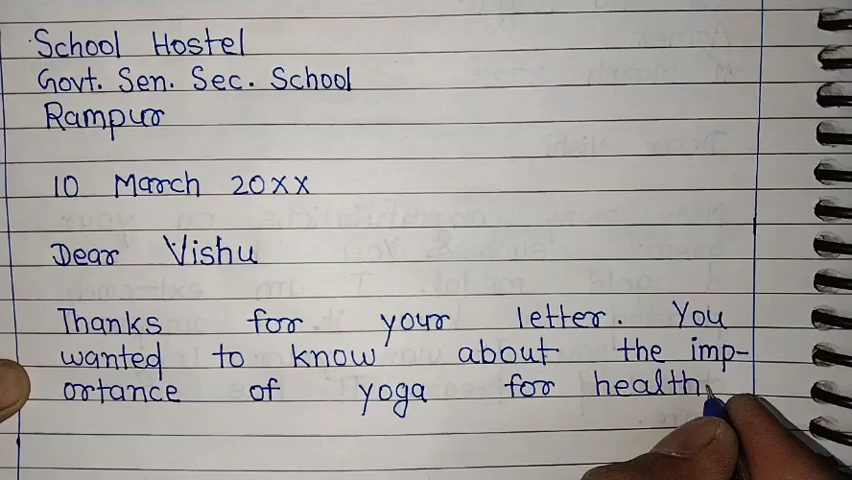 School Hostel
Govt. Sen. Sec. School
Rampur
10 March 20XX
Dear Vishu
Thanks for your letter. You
wanted to know about the imp-
ortance of yoga for health